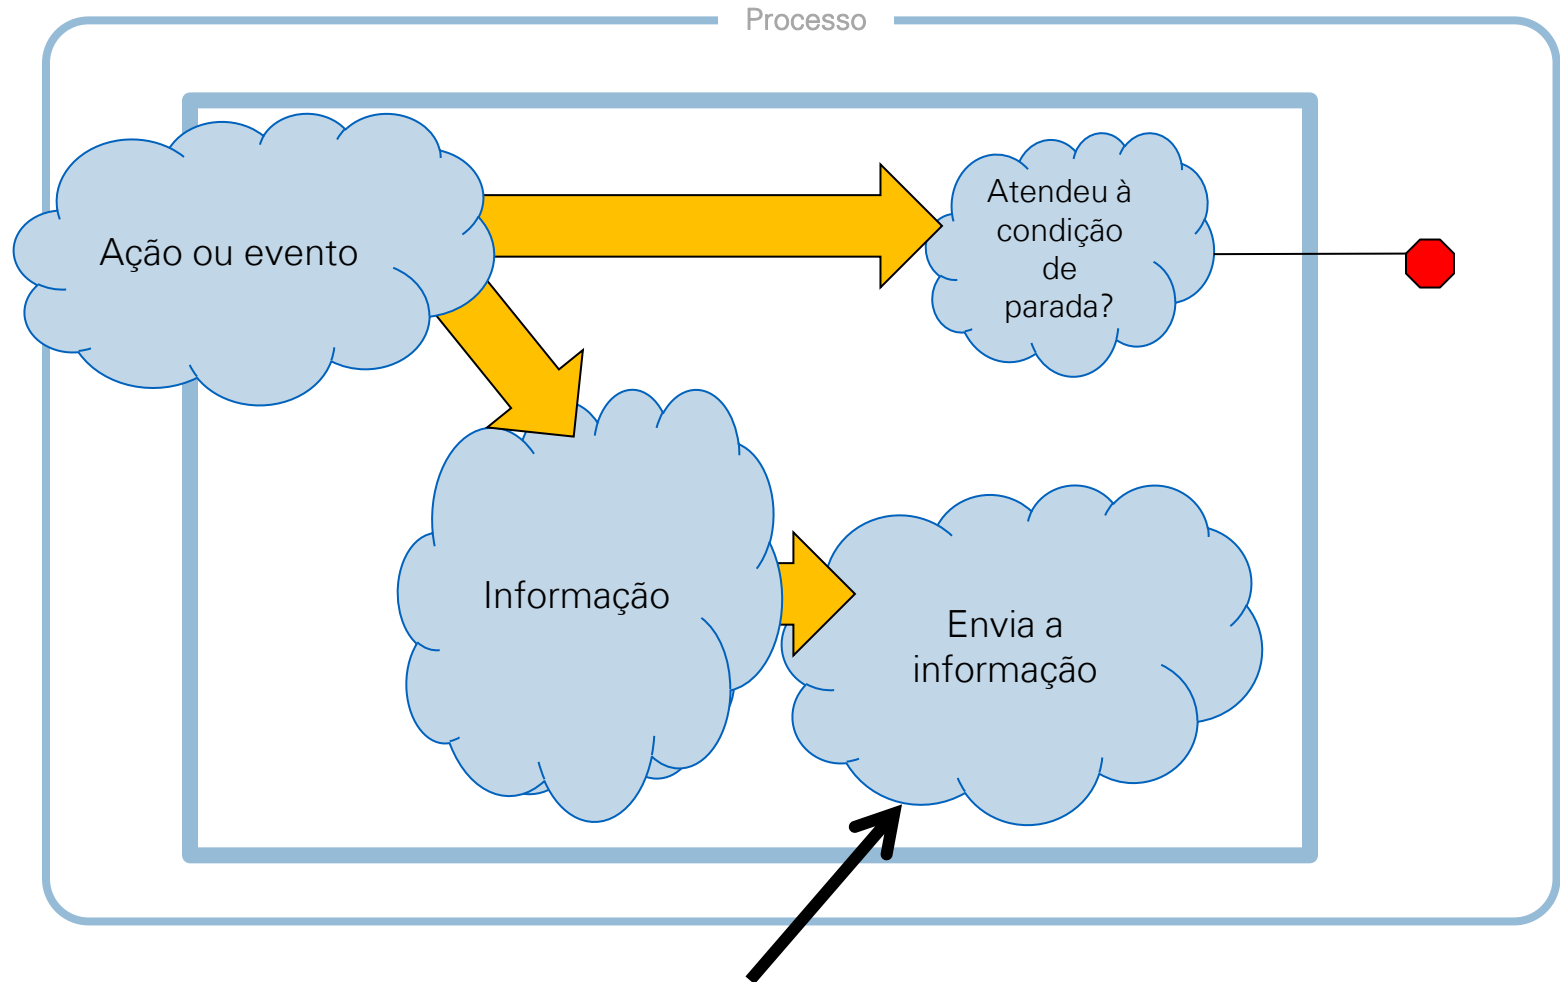 Processo
Ação ou evento
Atendeu à
condição
de
parada?
Informação
Envia a
informação